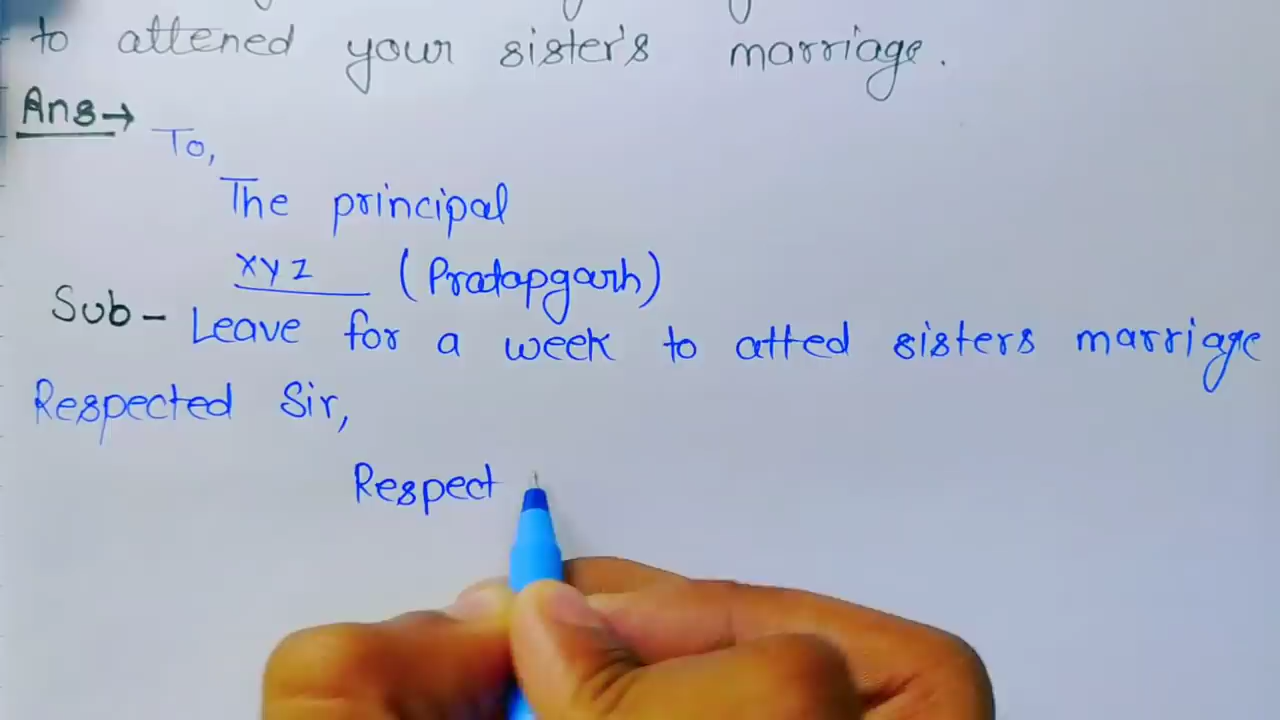 to attened your sister's marriage.
Ans→
To,
The principal
xyz (Pratapgarh)
Sub- Leave for a week to atted sisters marriage
Respected Sir,
Respect